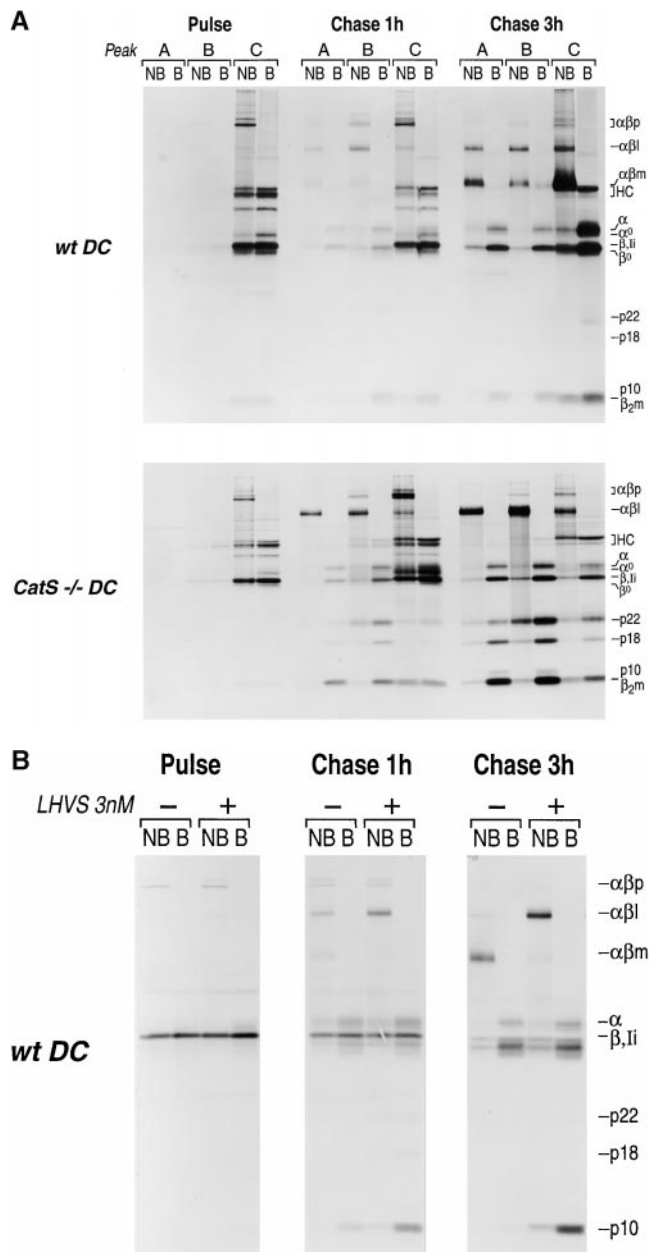 A
Pulse Chase 1h Chase 3h
Peak A B C A B C A B C
NB B NB B NB B NB B NB B NB B NB B NB B NB B
αβp
αβl
αβm
HC
α
α⁰
β,Ii
β⁰
p22
p18
p10
β₂m
wt DC
αβp
αβl
HC
α
α⁰
β,Ii
β⁰
p22
p18
p10
β₂m
CatS -/- DC
B
Pulse Chase 1h Chase 3h
LHVS 3nM – + – + – +
NB B NB B NB B NB B NB B NB B
αβp
αβl
αβm
α
β,Ii
p22
p18
p10
wt DC